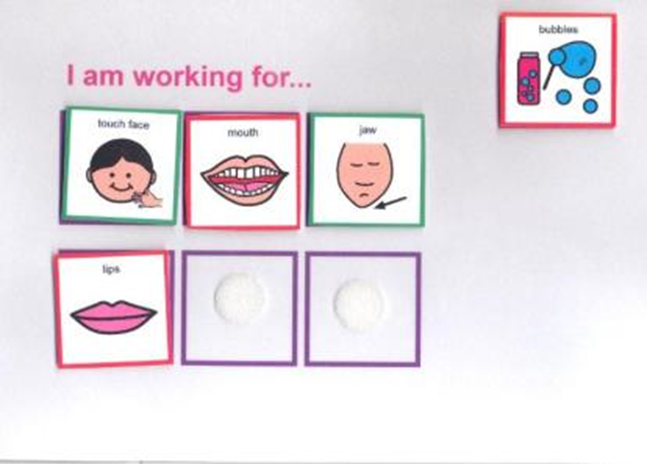 bubbles
I am working for...
touch face
mouth
jaw
lips